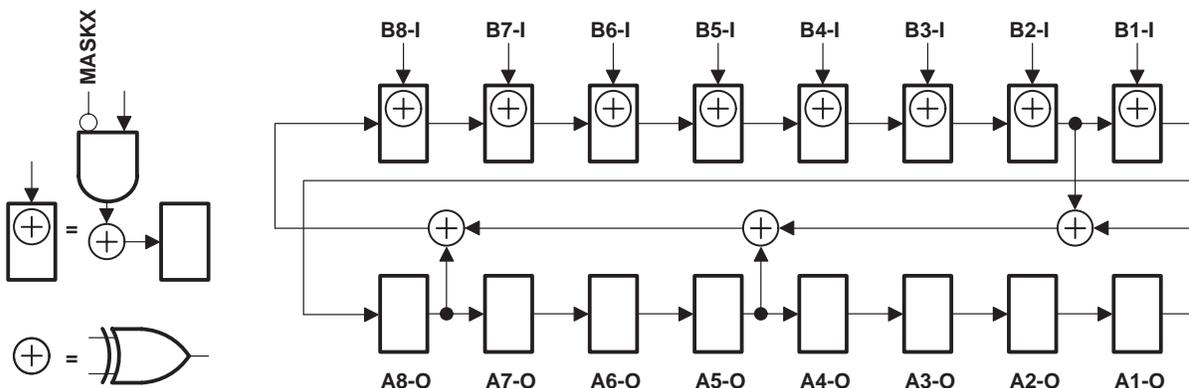 MASKX
B8-I B7-I B6-I B5-I B4-I B3-I B2-I B1-I
=
=
A8-O A7-O A6-O A5-O A4-O A3-O A2-O A1-O